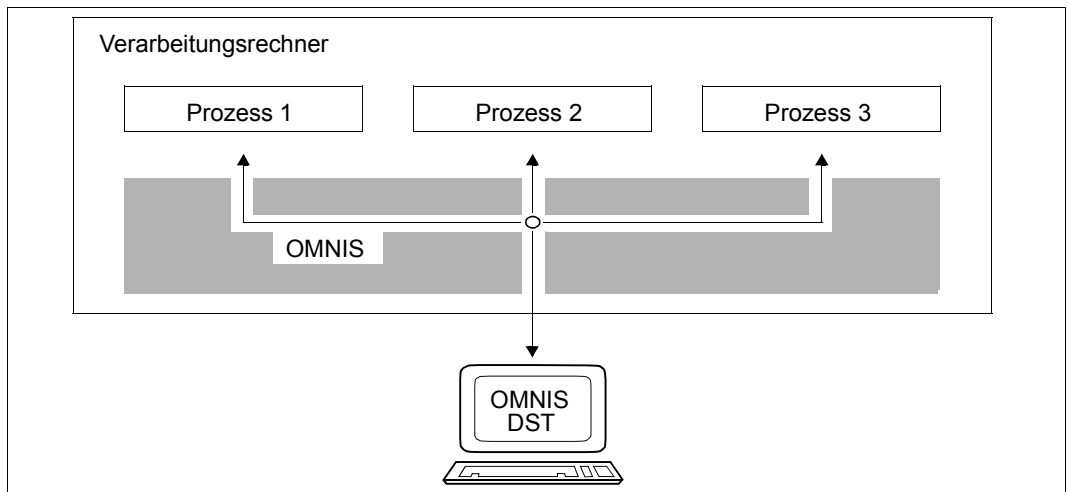 Verarbeitungsrechner
Prozess 1
Prozess 2
Prozess 3
OMNIS
OMNIS
DST